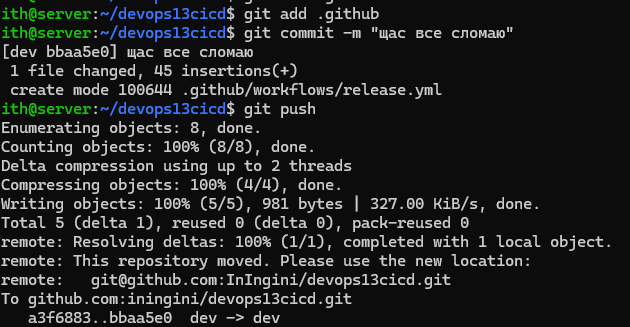 ith@server:~/devops13cicd$ git add .github
ith@server:~/devops13cicd$ git commit -m "щас все сломаю"
[dev bbaa5e0] щас все сломаю
 1 file changed, 45 insertions(+)
 create mode 100644 .github/workflows/release.yml
ith@server:~/devops13cicd$ git push
Enumerating objects: 8, done.
Counting objects: 100% (8/8), done.
Delta compression using up to 2 threads
Compressing objects: 100% (4/4), done.
Writing objects: 100% (5/5), 981 bytes | 327.00 KiB/s, done.
Total 5 (delta 1), reused 0 (delta 0), pack-reused 0
remote: Resolving deltas: 100% (1/1), completed with 1 local object.
remote: This repository moved. Please use the new location:
remote:   git@github.com:InIngini/devops13cicd.git
To github.com:iningini/devops13cicd.git
   a3f6883..bbaa5e0  dev -> dev